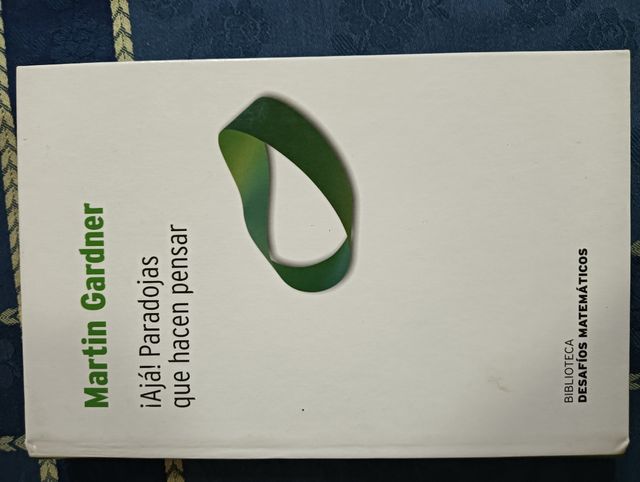 Martin Gardner
¡Ajá! Paradojas
que hacen pensar
BIBLIOTECA
DESAFÍOS MATEMÁTICOS